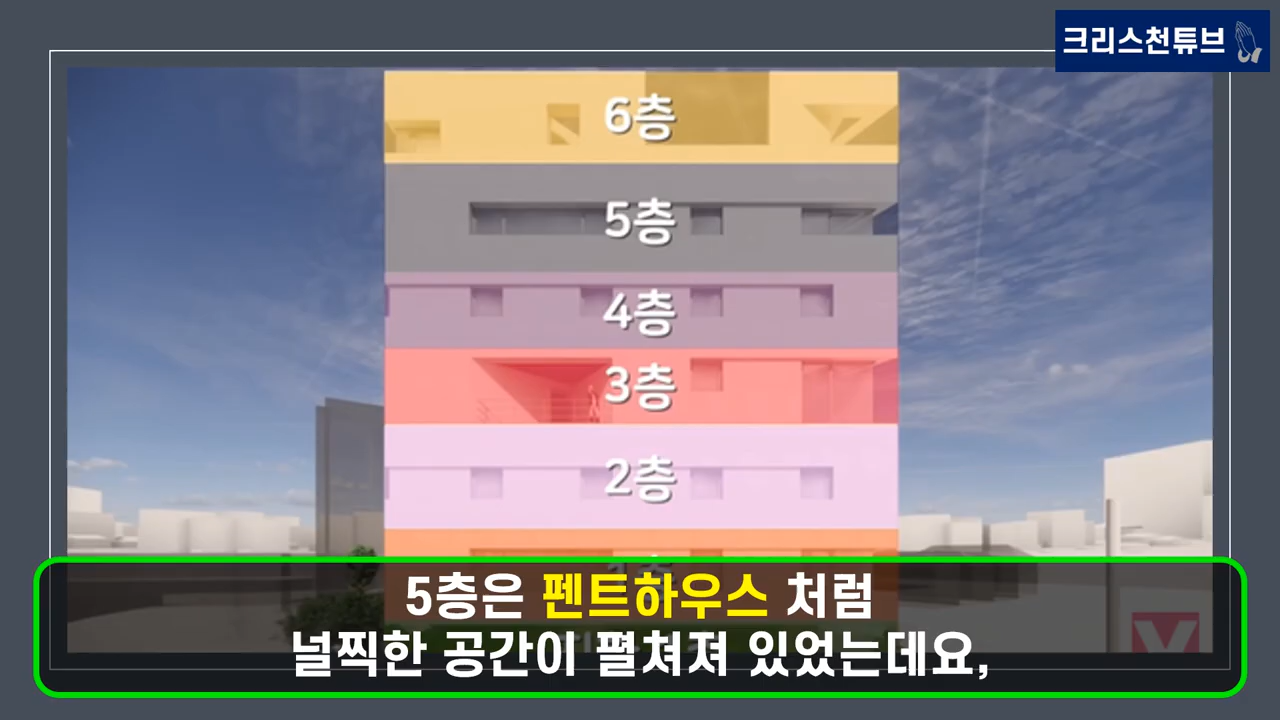 크리스천튜브
6층
5층
4층
3층
2층
5층은 펜트하우스 처럼
널찍한 공간이 펼쳐져 있었는데요,